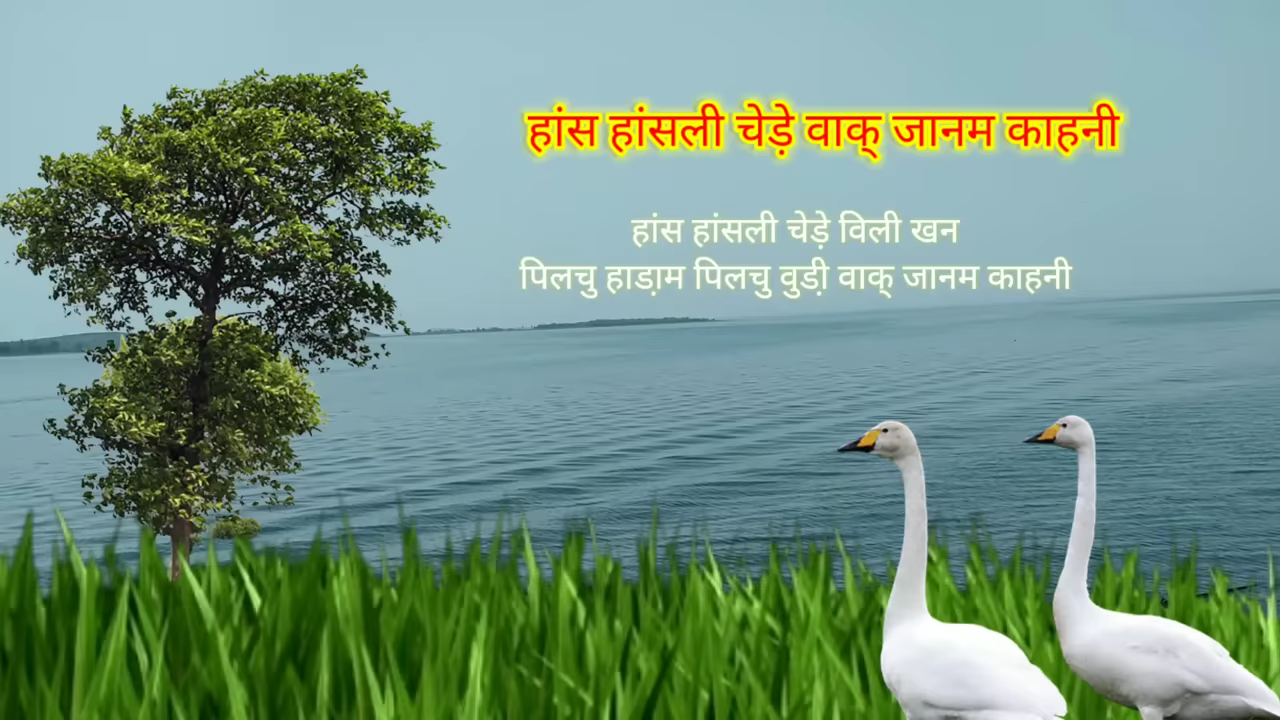 हांस हांसली चेड़े वाक् जानम काहनी
हांस हांसली चेड़े विली खन
पिलचु हाडा़म पिलचु वुडी़ वाक् जानम काहनी